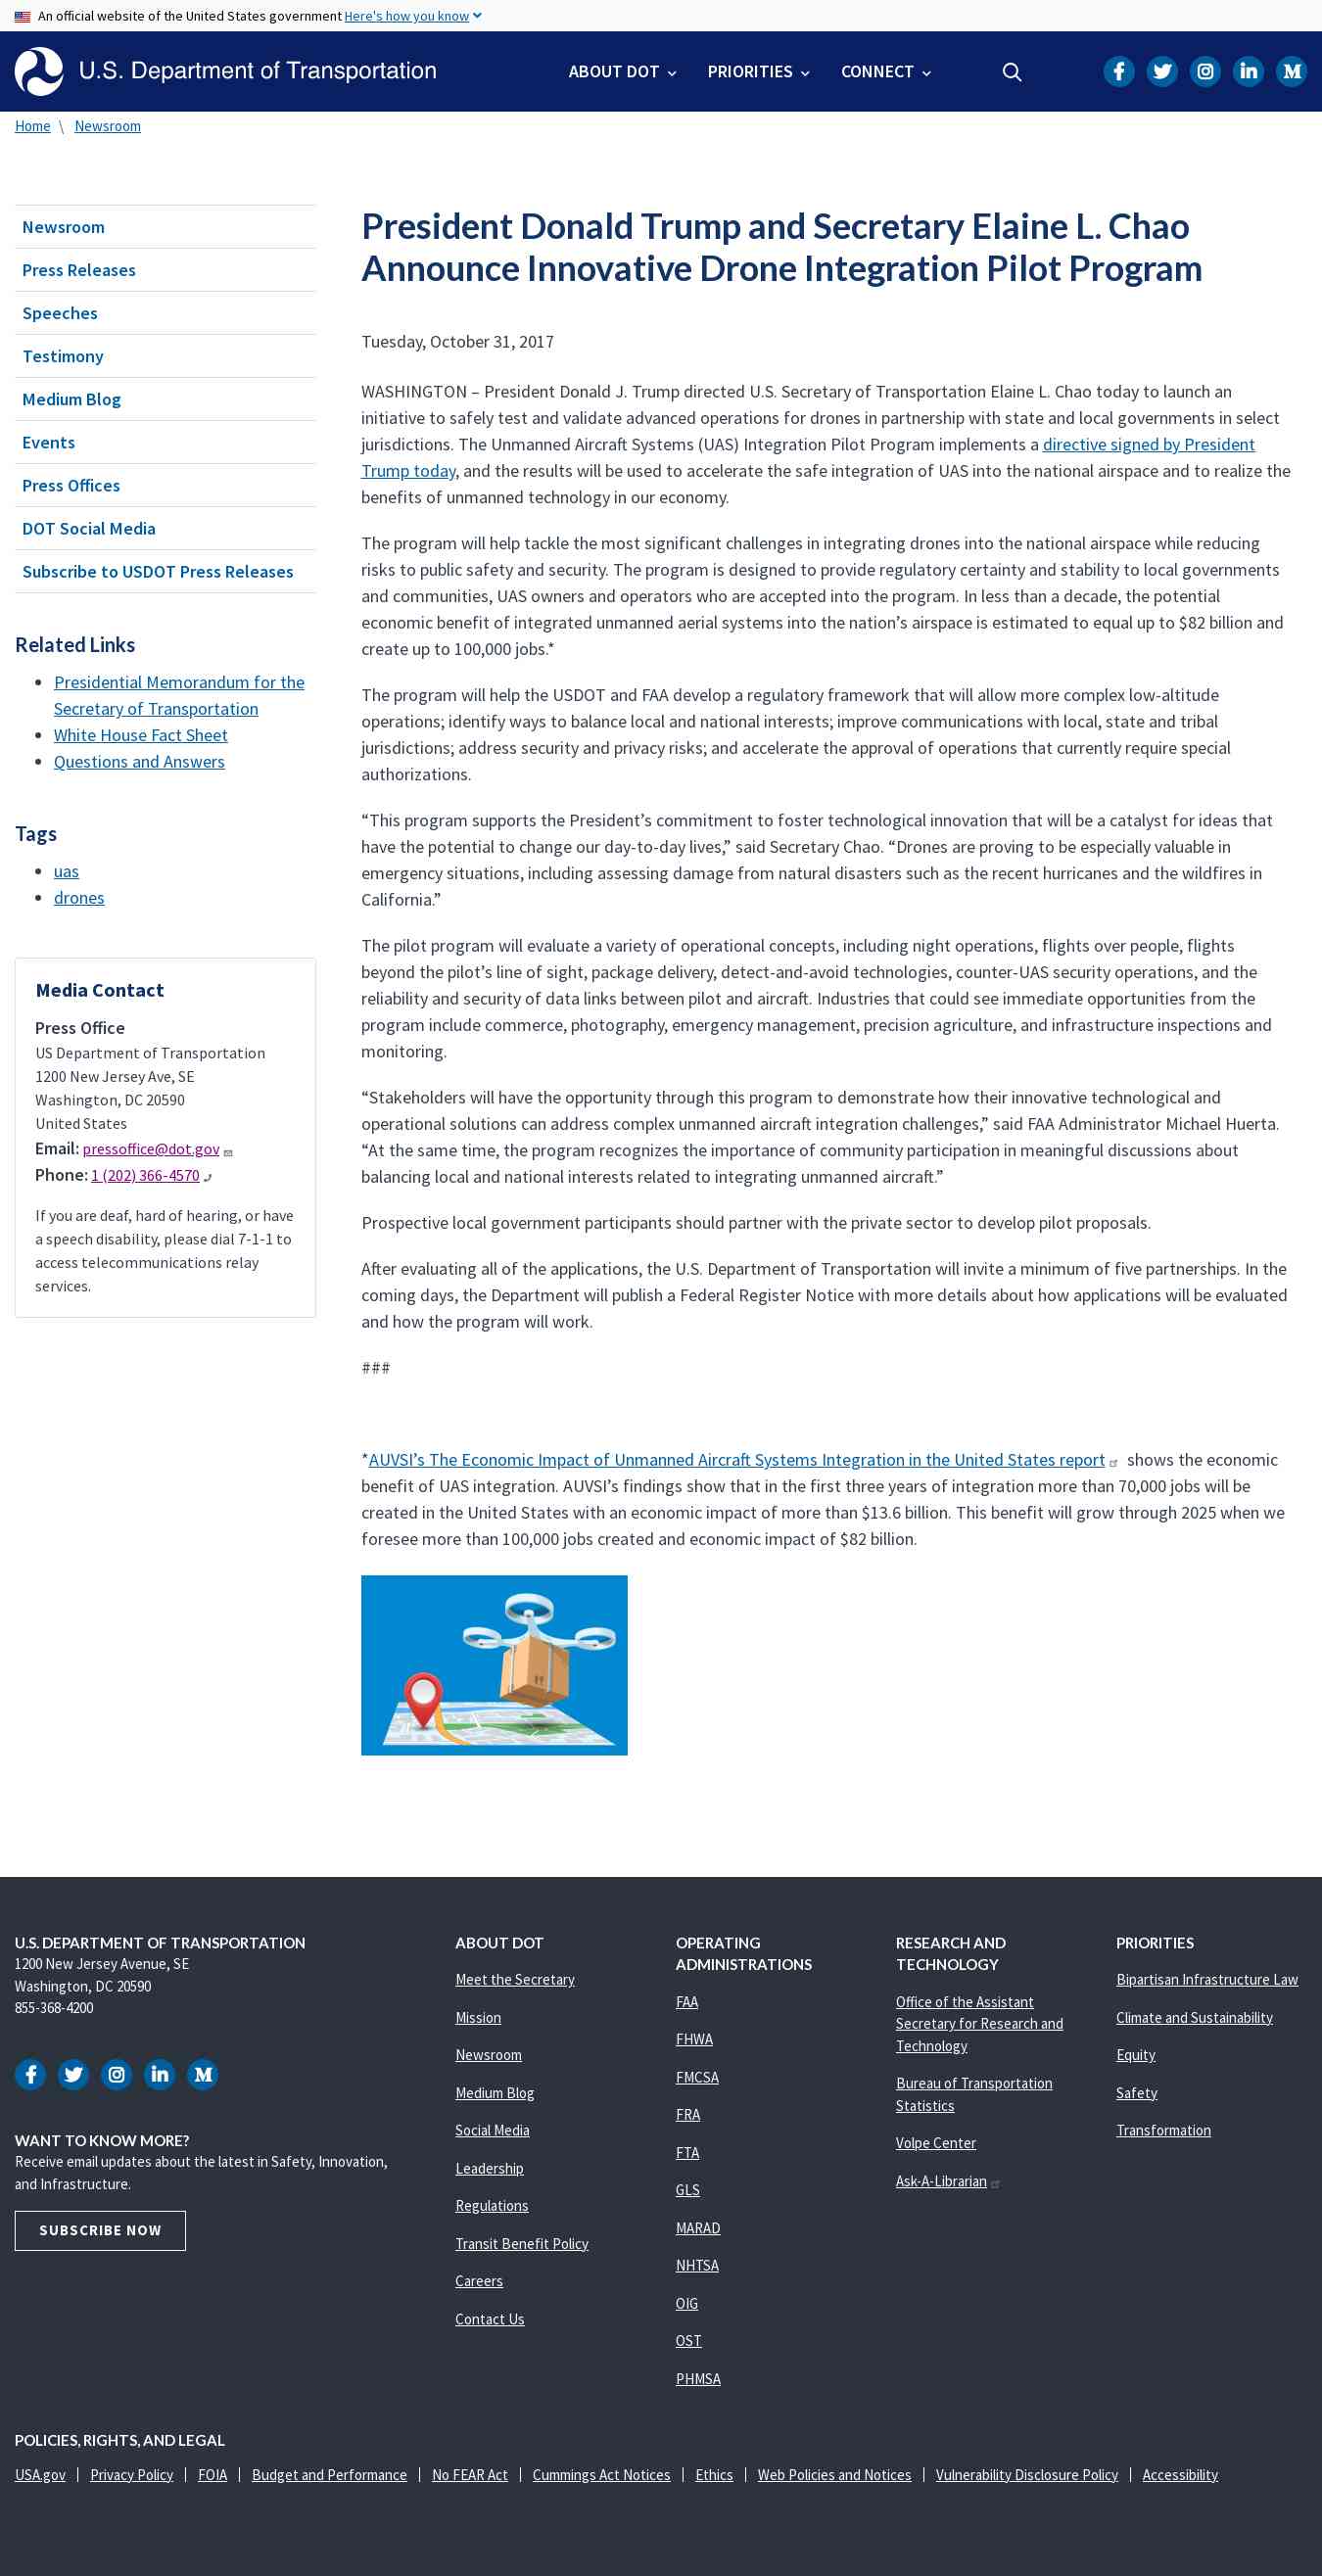 An official website of the United States government Here's how you know
U.S. Department of Transportation
ABOUT DOT
PRIORITIES
CONNECT
Home \ Newsroom
Newsroom
Press Releases
Speeches
Testimony
Medium Blog
Events
Press Offices
DOT Social Media
Subscribe to USDOT Press Releases
Related Links
Presidential Memorandum for the
Secretary of Transportation
White House Fact Sheet
Questions and Answers
Tags
uas
drones
Media Contact
Press Office
US Department of Transportation
1200 New Jersey Ave, SE
Washington, DC 20590
United States
Email: pressoffice@dot.gov
Phone: 1 (202) 366-4570
If you are deaf, hard of hearing, or have
a speech disability, please dial 7-1-1 to
access telecommunications relay
services.
President Donald Trump and Secretary Elaine L. Chao
Announce Innovative Drone Integration Pilot Program
Tuesday, October 31, 2017
WASHINGTON – President Donald J. Trump directed U.S. Secretary of Transportation Elaine L. Chao today to launch an
initiative to safely test and validate advanced operations for drones in partnership with state and local governments in select
jurisdictions. The Unmanned Aircraft Systems (UAS) Integration Pilot Program implements a directive signed by President
Trump today, and the results will be used to accelerate the safe integration of UAS into the national airspace and to realize the
benefits of unmanned technology in our economy.
The program will help tackle the most significant challenges in integrating drones into the national airspace while reducing
risks to public safety and security. The program is designed to provide regulatory certainty and stability to local governments
and communities, UAS owners and operators who are accepted into the program. In less than a decade, the potential
economic benefit of integrated unmanned aerial systems into the nation’s airspace is estimated to equal up to $82 billion and
create up to 100,000 jobs.*
The program will help the USDOT and FAA develop a regulatory framework that will allow more complex low-altitude
operations; identify ways to balance local and national interests; improve communications with local, state and tribal
jurisdictions; address security and privacy risks; and accelerate the approval of operations that currently require special
authorizations.
“This program supports the President’s commitment to foster technological innovation that will be a catalyst for ideas that
have the potential to change our day-to-day lives,” said Secretary Chao. “Drones are proving to be especially valuable in
emergency situations, including assessing damage from natural disasters such as the recent hurricanes and the wildfires in
California.”
The pilot program will evaluate a variety of operational concepts, including night operations, flights over people, flights
beyond the pilot’s line of sight, package delivery, detect-and-avoid technologies, counter-UAS security operations, and the
reliability and security of data links between pilot and aircraft. Industries that could see immediate opportunities from the
program include commerce, photography, emergency management, precision agriculture, and infrastructure inspections and
monitoring.
“Stakeholders will have the opportunity through this program to demonstrate how their innovative technological and
operational solutions can address complex unmanned aircraft integration challenges,” said FAA Administrator Michael Huerta.
“At the same time, the program recognizes the importance of community participation in meaningful discussions about
balancing local and national interests related to integrating unmanned aircraft.”
Prospective local government participants should partner with the private sector to develop pilot proposals.
After evaluating all of the applications, the U.S. Department of Transportation will invite a minimum of five partnerships. In the
coming days, the Department will publish a Federal Register Notice with more details about how applications will be evaluated
and how the program will work.
###
*AUVSI’s The Economic Impact of Unmanned Aircraft Systems Integration in the United States report shows the economic
benefit of UAS integration. AUVSI’s findings show that in the first three years of integration more than 70,000 jobs will be
created in the United States with an economic impact of more than $13.6 billion. This benefit will grow through 2025 when we
foresee more than 100,000 jobs created and economic impact of $82 billion.
U.S. DEPARTMENT OF TRANSPORTATION
1200 New Jersey Avenue, SE
Washington, DC 20590
855-368-4200
WANT TO KNOW MORE?
Receive email updates about the latest in Safety, Innovation,
and Infrastructure.
SUBSCRIBE NOW
ABOUT DOT
Meet the Secretary
Mission
Newsroom
Medium Blog
Social Media
Leadership
Regulations
Transit Benefit Policy
Careers
Contact Us
OPERATING
ADMINISTRATIONS
FAA
FHWA
FMCSA
FRA
FTA
GLS
MARAD
NHTSA
OIG
OST
PHMSA
RESEARCH AND
TECHNOLOGY
Office of the Assistant
Secretary for Research and
Technology
Bureau of Transportation
Statistics
Volpe Center
Ask-A-Librarian
PRIORITIES
Bipartisan Infrastructure Law
Climate and Sustainability
Equity
Safety
Transformation
POLICIES, RIGHTS, AND LEGAL
USA.gov | Privacy Policy | FOIA | Budget and Performance | No FEAR Act | Cummings Act Notices | Ethics | Web Policies and Notices | Vulnerability Disclosure Policy | Accessibility